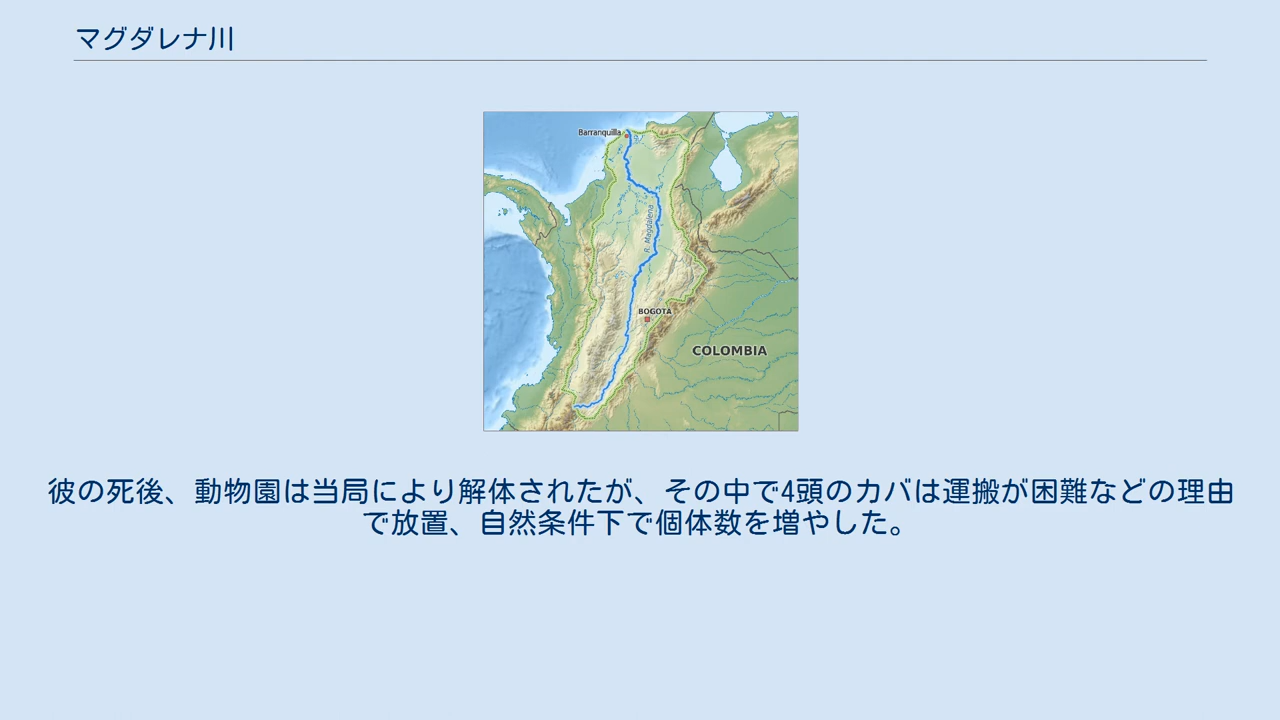 マグダレナ川
Barranquilla
R. Magdalena
BOGOTÁ
COLOMBIA
彼の死後、動物園は当局により解体されたが、その中で4頭のカバは運搬が困難などの理由
で放置、自然条件下で個体数を増やした。